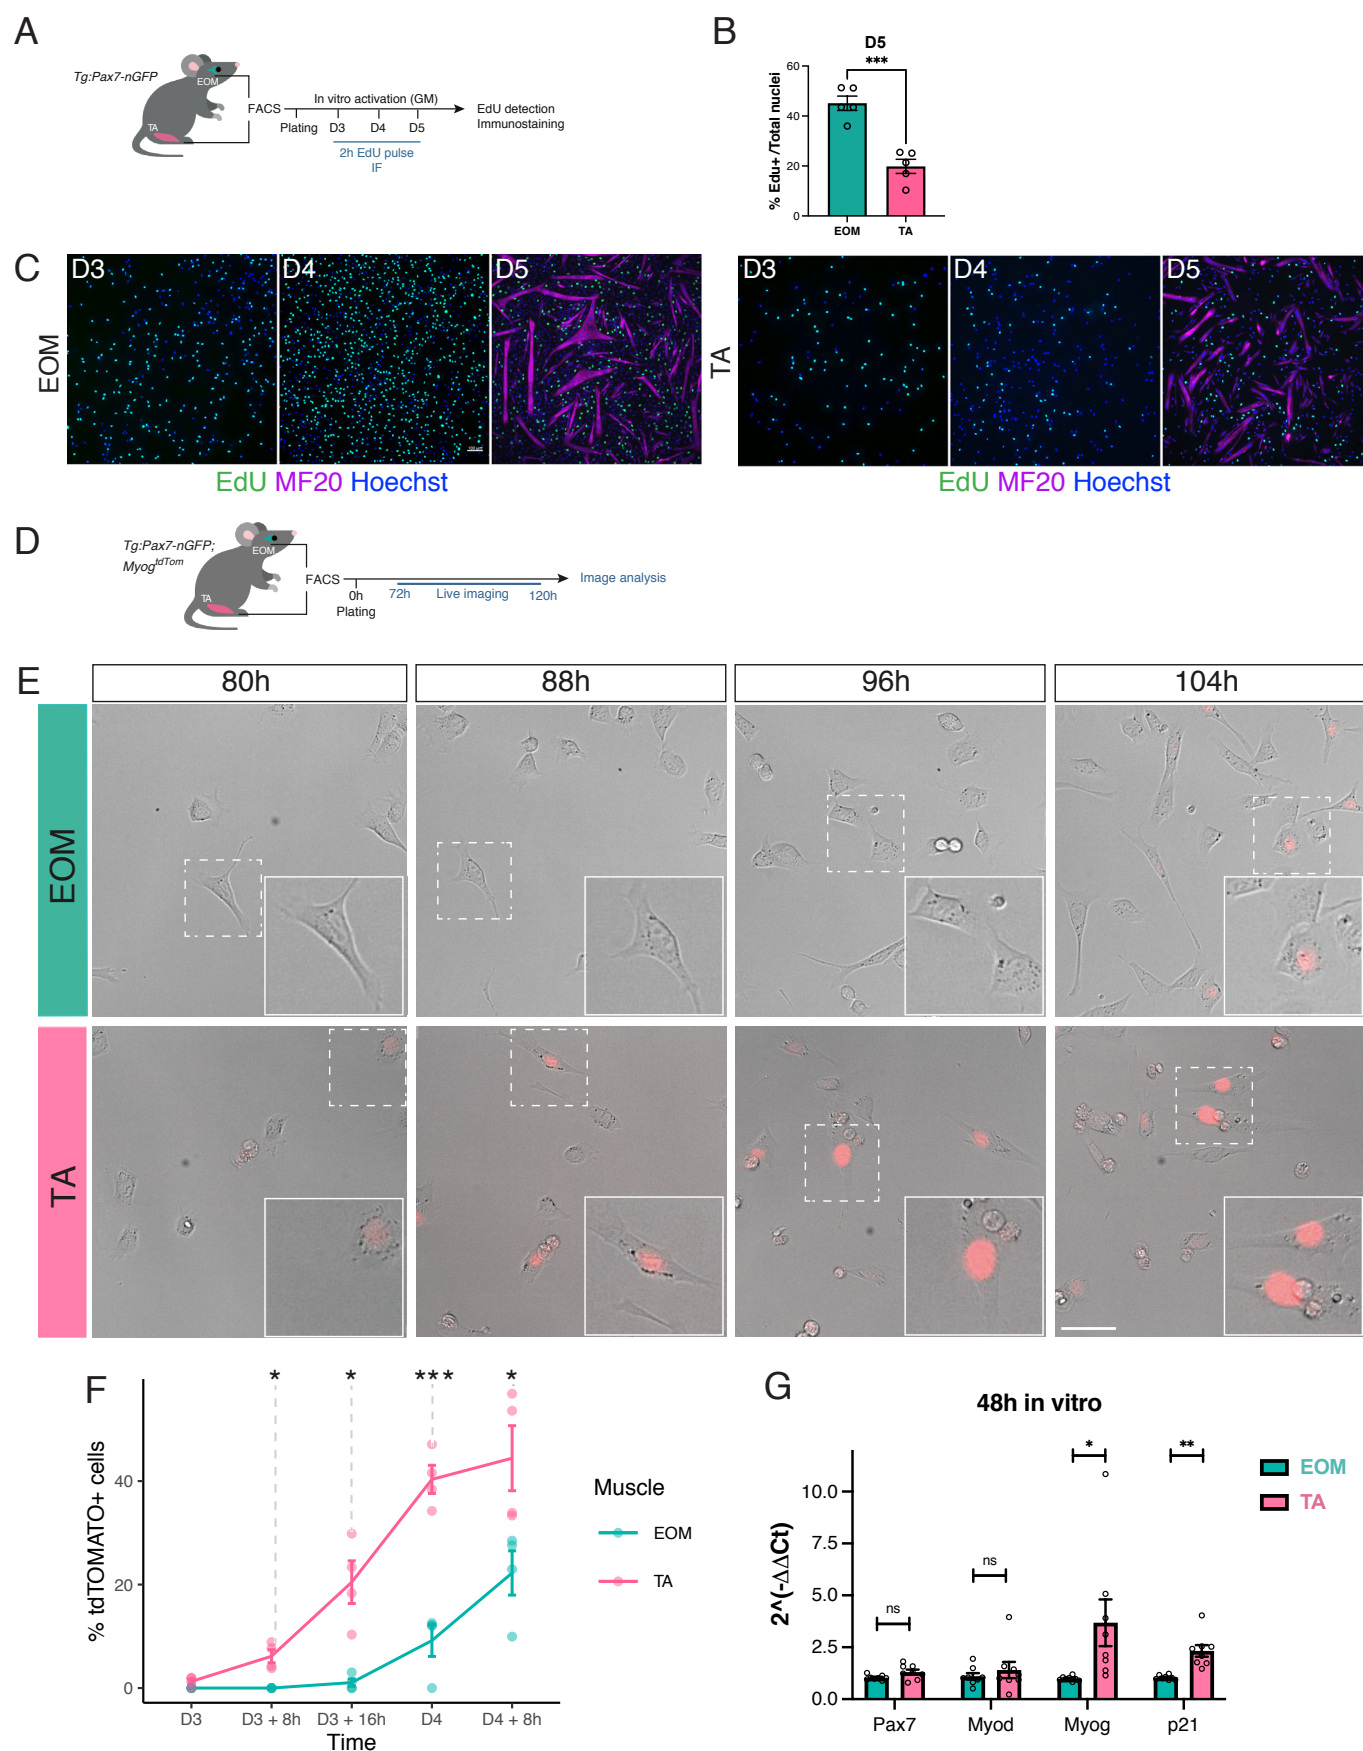 A
Tg:Pax7-nGFP
EOM
TA
FACS
In vitro activation (GM)
Plating
D3
D4
D5
2h EdU pulse
IF
EdU detection
Immunostaining
B
D5
***
% Edu+ /Total nuclei
60
40
20
0
EOM
TA
C
EOM
D3
D4
D5
EdU MF20 Hoechst
TA
D3
D4
D5
EdU MF20 Hoechst
D
Tg:Pax7-nGFP;
Myog^tdTom
EOM
TA
FACS
0h
Plating
72h
Live imaging
120h
Image analysis
E
80h
88h
96h
104h
EOM
TA
F
* * *** *
% tdTOMATO+ cells
40
20
0
D3
D3 + 8h
D3 + 16h
D4
D4 + 8h
Time
Muscle
EOM
TA
G
48h in vitro
2^(-ΔΔCt)
10.0
7.5
5.0
2.5
0.0
ns
ns
*
**
Pax7
Myod
Myog
p21
EOM
TA